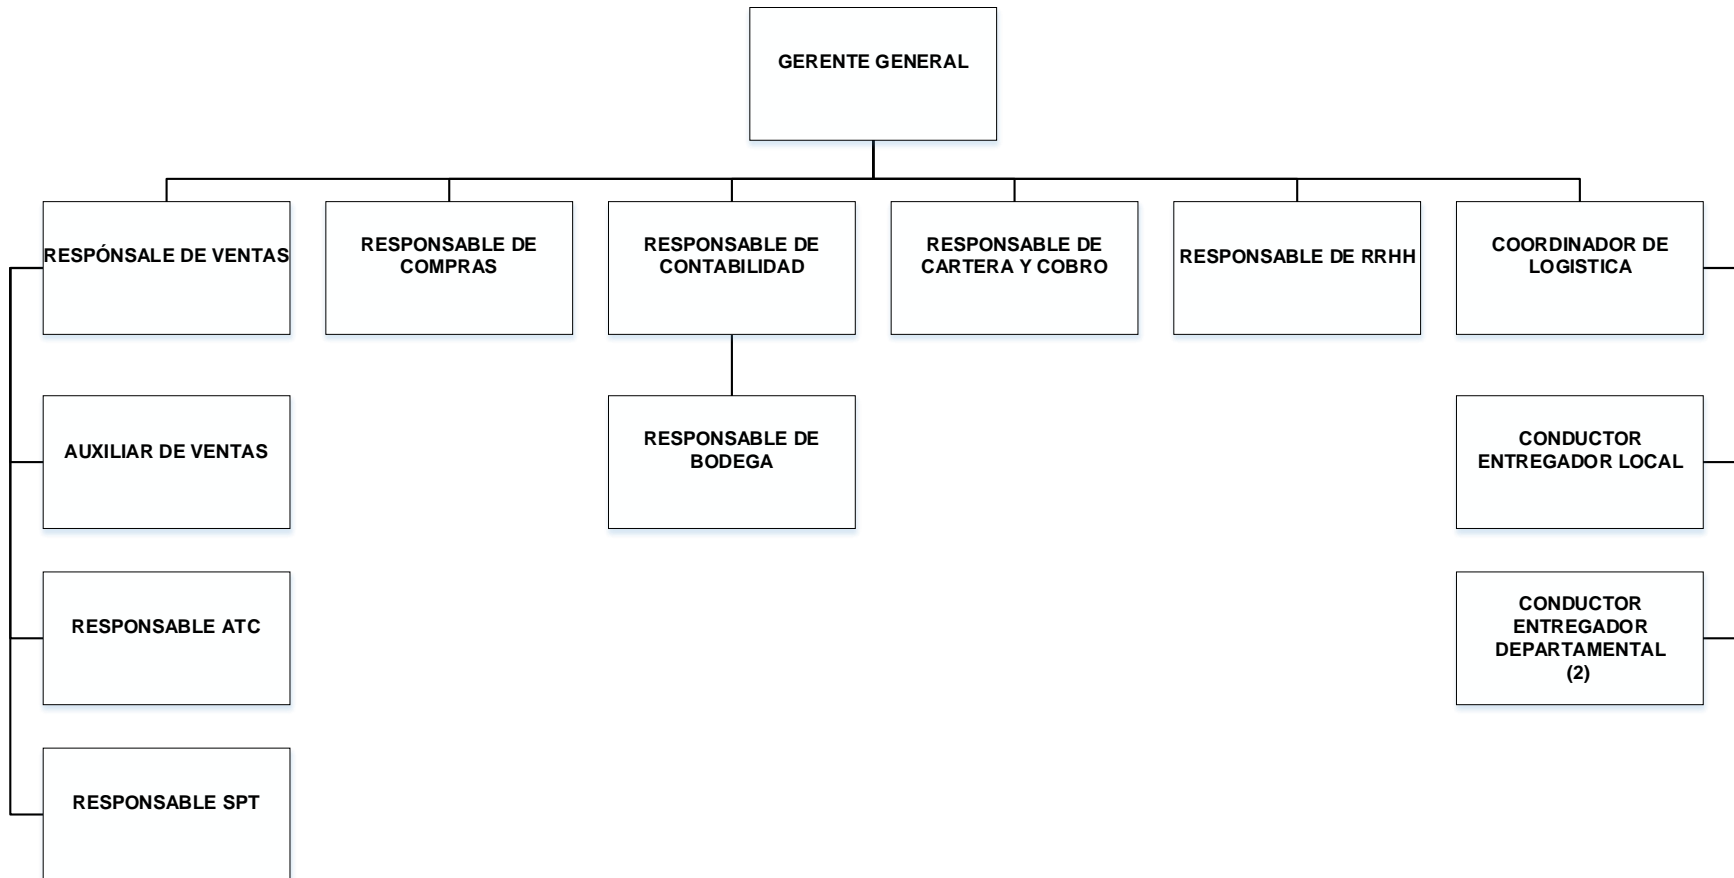 GERENTE GENERAL
RESPÓNSALE DE VENTAS
RESPONSABLE DE
COMPRAS
RESPONSABLE DE
CONTABILIDAD
RESPONSABLE DE
CARTERA Y COBRO
RESPONSABLE DE RRHH
COORDINADOR DE
LOGISTICA
AUXILIAR DE VENTAS
RESPONSABLE DE
BODEGA
CONDUCTOR
ENTREGADOR LOCAL
RESPONSABLE ATC
CONDUCTOR
ENTREGADOR
DEPARTAMENTAL
(2)
RESPONSABLE SPT